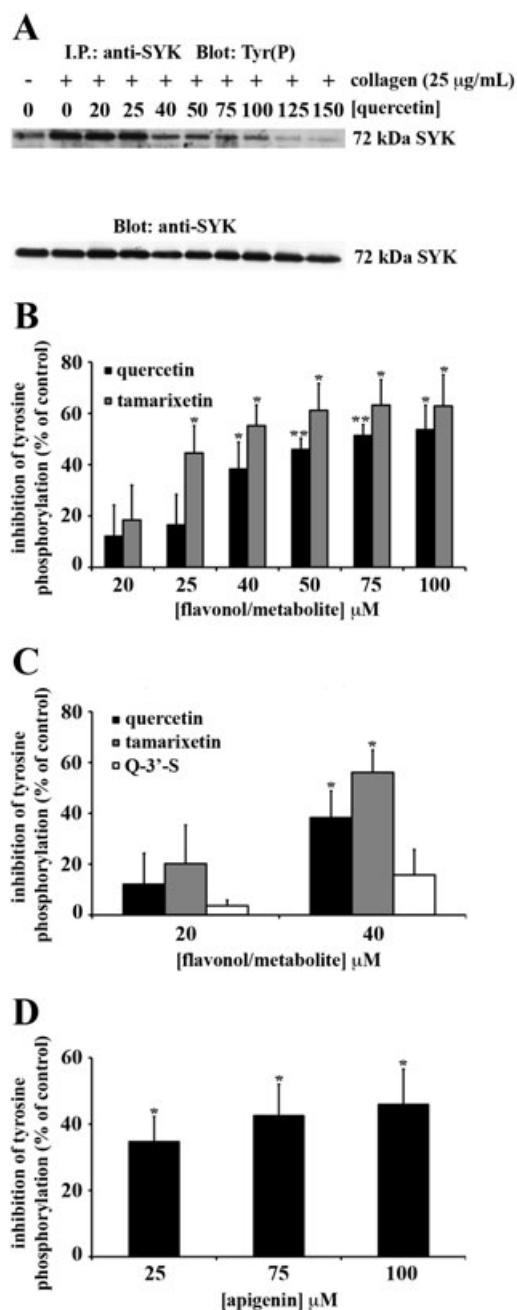 A
I.P.: anti-SYK Blot: Tyr(P)
- + + + + + + + + + collagen (25 µg/mL)
0 0 20 25 40 50 75 100 125 150 [quercetin]
72 kDa SYK
Blot: anti-SYK
72 kDa SYK
B
inhibition of tyrosine
phosphorylation (% of control)
80
60
40
20
0
quercetin
tamarixetin
* * ** * * ** * * *
20 25 40 50 75 100
[flavonol/metabolite] µM
C
inhibition of tyrosine
phosphorylation (% of control)
80
60
40
20
0
quercetin
tamarixetin
Q-3'-S
* *
20 40
[flavonol/metabolite] µM
D
inhibition of tyrosine
phosphorylation (% of control)
60
40
20
0
* * *
25 75 100
[apigenin] µM